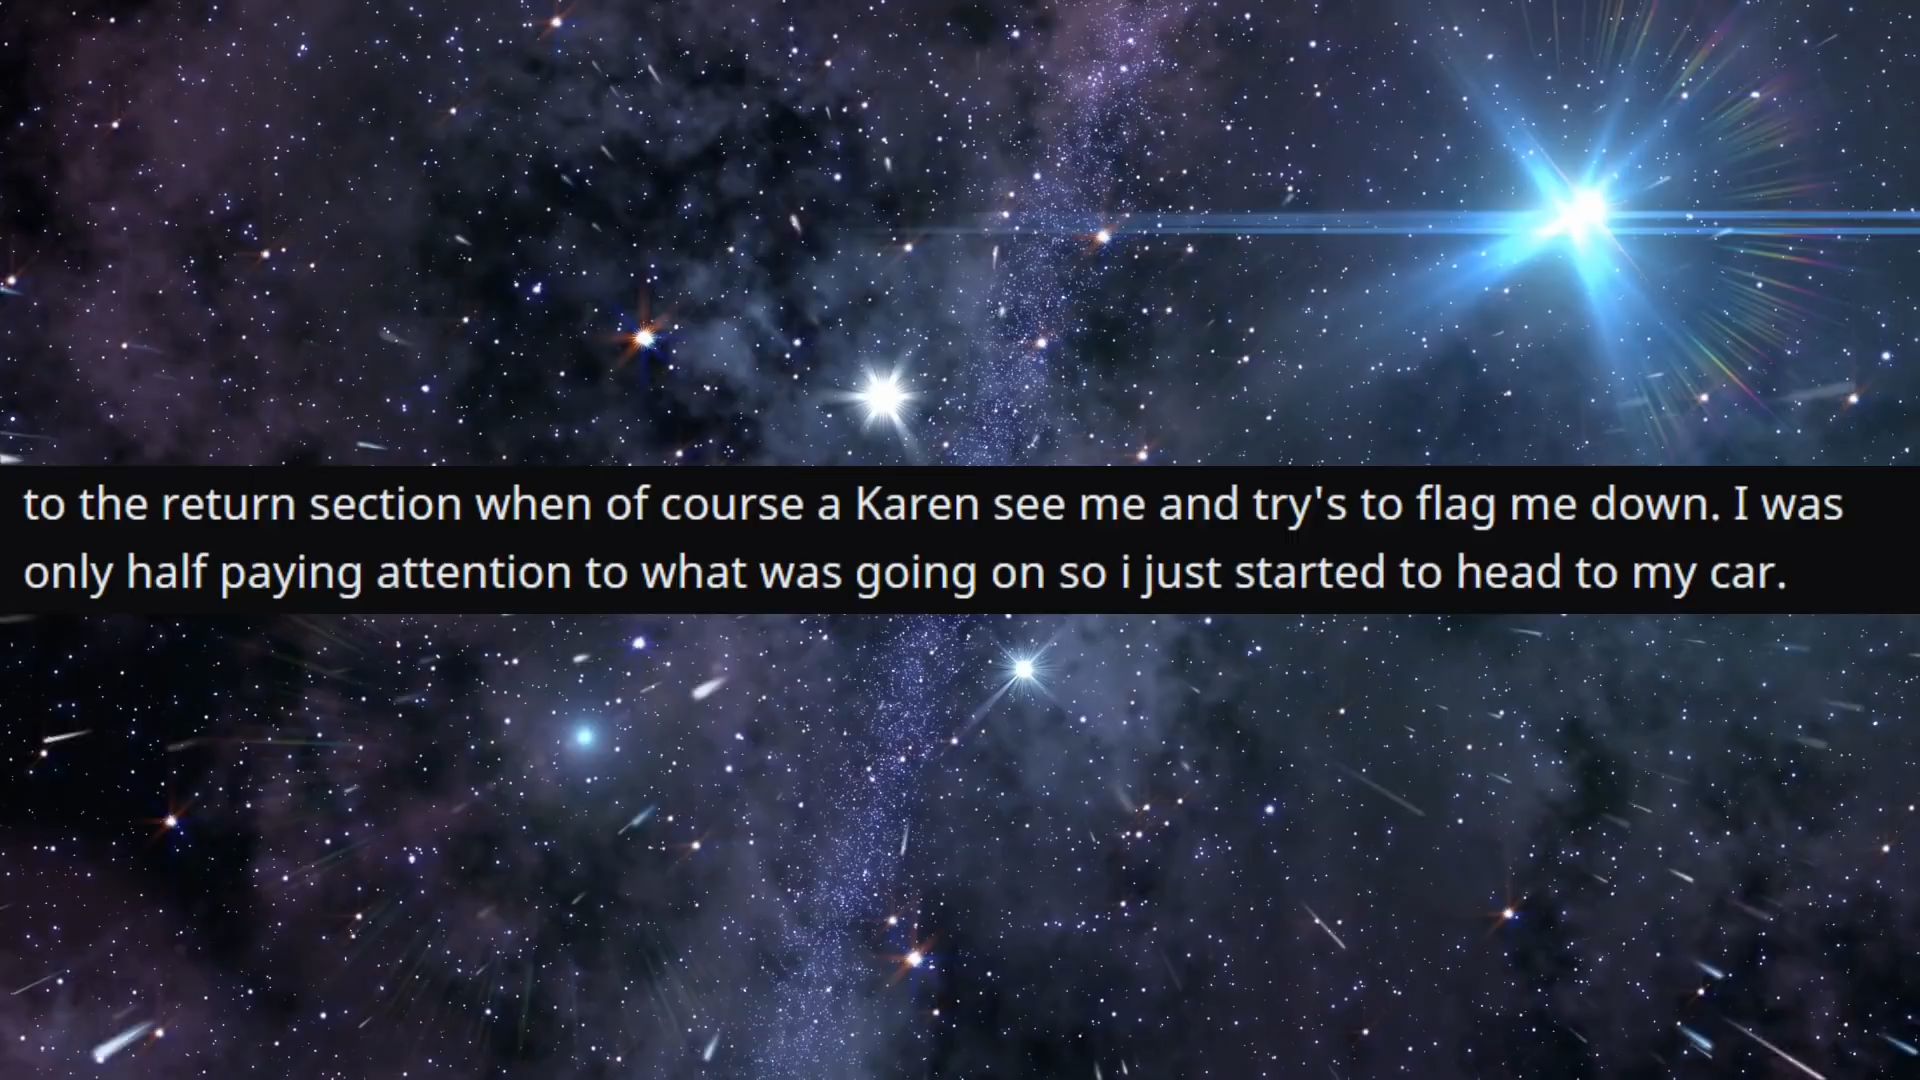 to the return section when of course a Karen see me and try's to flag me down. I was
only half paying attention to what was going on so i just started to head to my car.